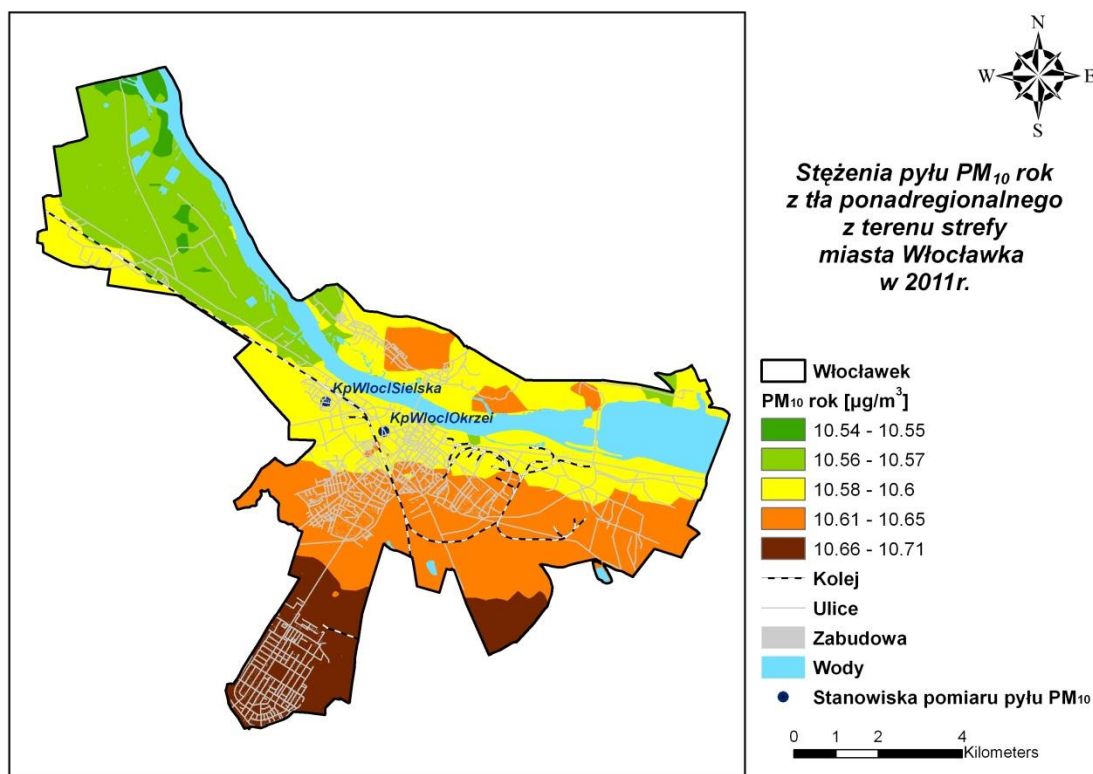 N
W E
S
Stężenia pyłu PM₁₀ rok
z tła ponadregionalnego
z terenu strefy
miasta Włocławka
w 2011r.
KpWloclSielska
KpWloclOkrzei
Włocławek
PM₁₀ rok [µg/m³]
10.54 - 10.55
10.56 - 10.57
10.58 - 10.6
10.61 - 10.65
10.66 - 10.71
Kolej
Ulice
Zabudowa
Wody
Stanowiska pomiaru pyłu PM₁₀
0 1 2 4
Kilometers